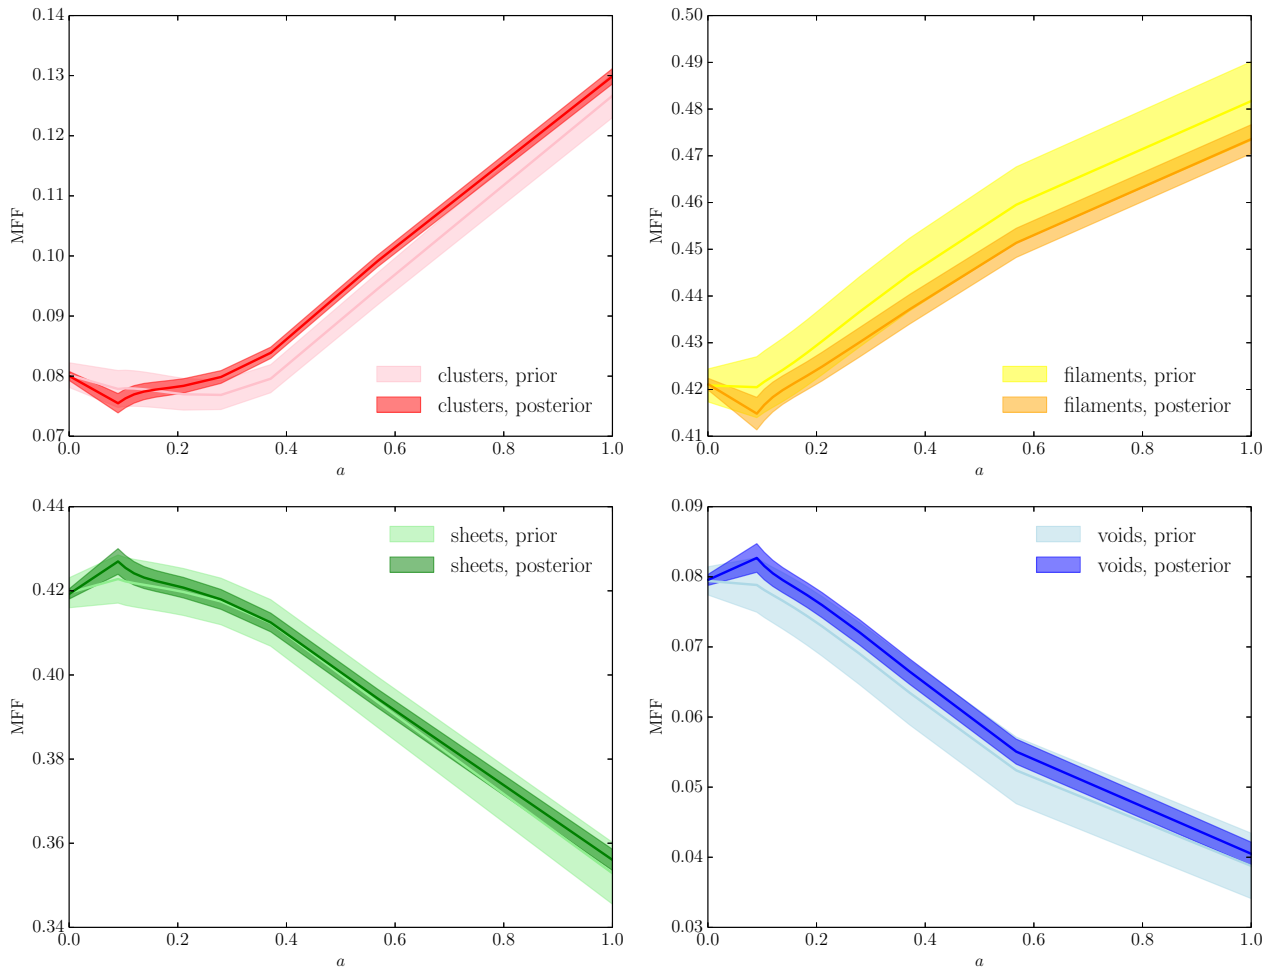 0.14
0.13
0.12
0.11
0.10
0.09
0.08
0.07
MFF
0.0 0.2 0.4 0.6 0.8 1.0
a
clusters, prior
clusters, posterior
0.50
0.49
0.48
0.47
0.46
0.45
0.44
0.43
0.42
0.41
MFF
0.0 0.2 0.4 0.6 0.8 1.0
a
filaments, prior
filaments, posterior
0.44
0.42
0.40
0.38
0.36
0.34
MFF
0.0 0.2 0.4 0.6 0.8 1.0
a
sheets, prior
sheets, posterior
0.09
0.08
0.07
0.06
0.05
0.04
0.03
MFF
0.0 0.2 0.4 0.6 0.8 1.0
a
voids, prior
voids, posterior